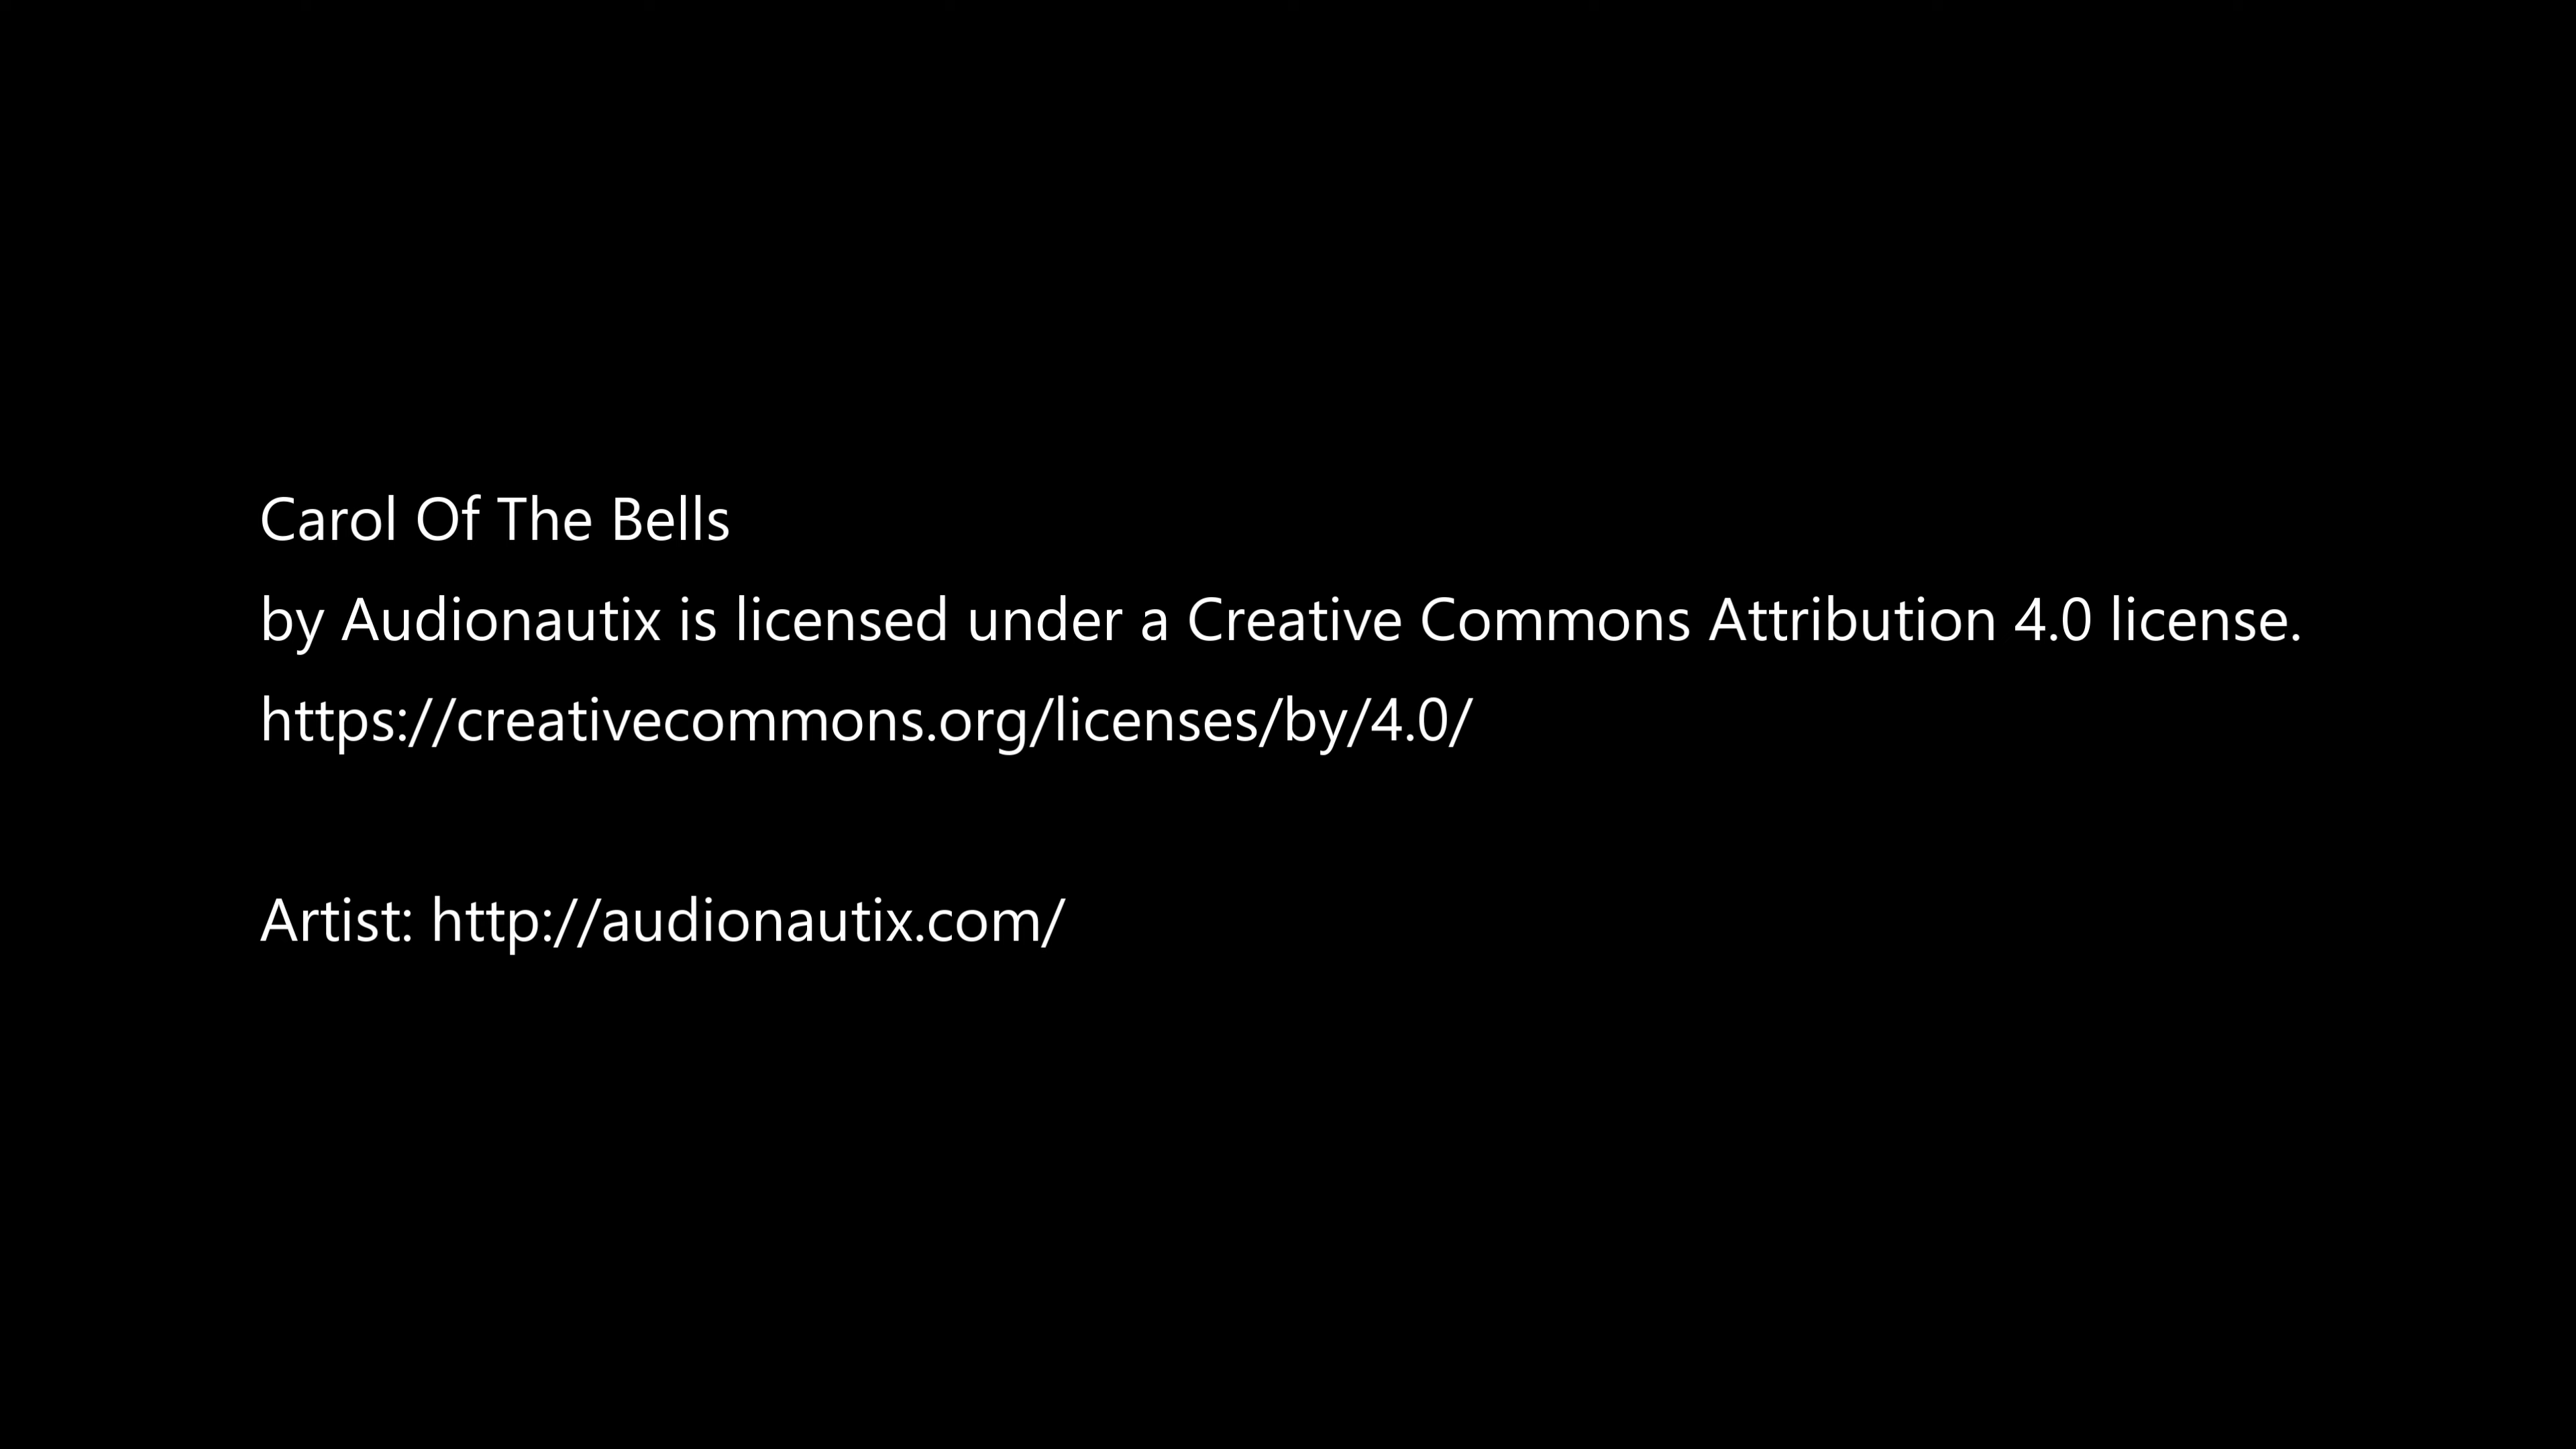 Carol Of The Bells
by Audionautix is licensed under a Creative Commons Attribution 4.0 license.
https://creativecommons.org/licenses/by/4.0/
Artist: http://audionautix.com/